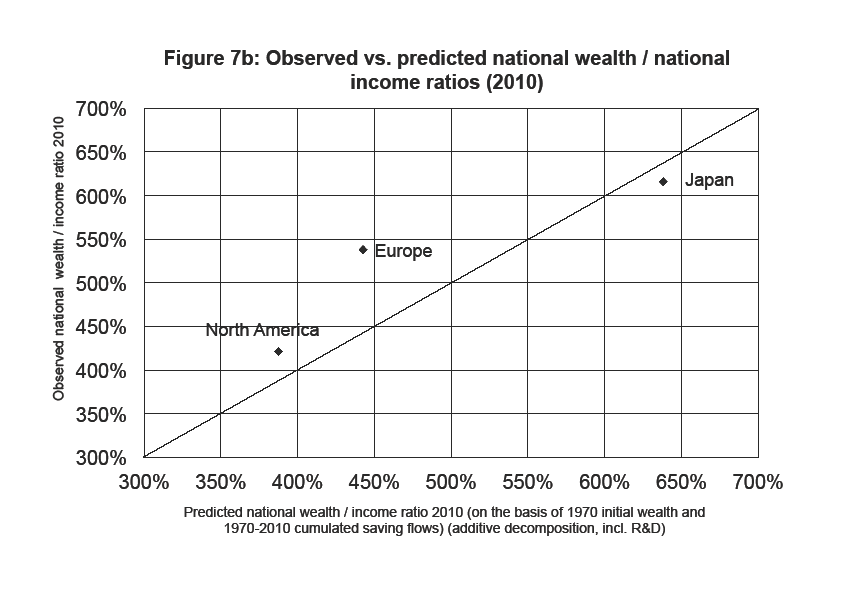 Figure 7b: Observed vs. predicted national wealth / national
income ratios (2010)
700%
650%
600%
550%
500%
450%
400%
350%
300%
Observed national wealth / income ratio 2010
Japan
Europe
North America
300%
350%
400%
450%
500%
550%
600%
650%
700%
Predicted national wealth / income ratio 2010 (on the basis of 1970 initial wealth and
1970-2010 cumulated saving flows) (additive decomposition, incl. R&D)